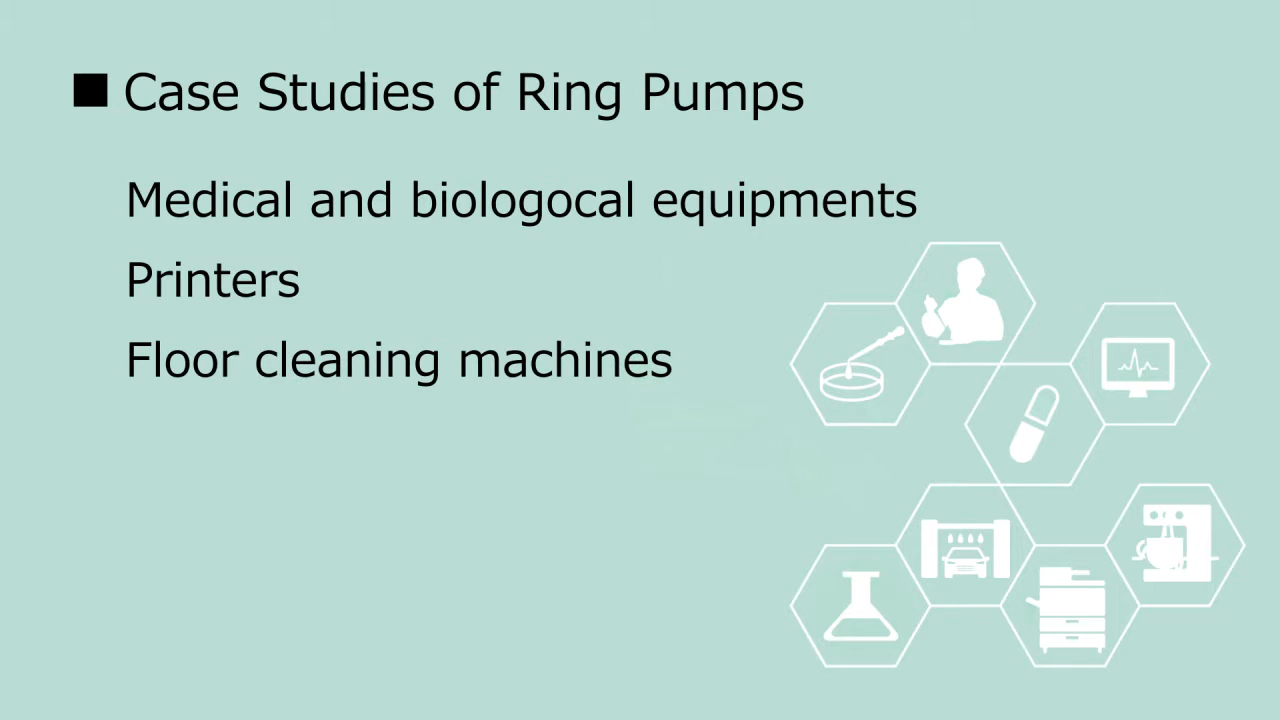 ■ Case Studies of Ring Pumps
Medical and biologocal equipments
Printers
Floor cleaning machines